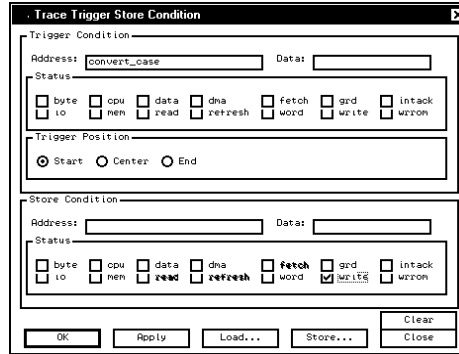 Trace Trigger Store Condition
Trigger Condition
Address: convert_case Data:
Status
byte cpu data dma fetch grd intack
io mem read refresh word write wrrom
Trigger Position
Start Center End
Store Condition
Address: Data:
Status
byte cpu data dma fetch grd intack
io mem read refresh word write wrrom
Clear
OK Apply Load... Store... Close